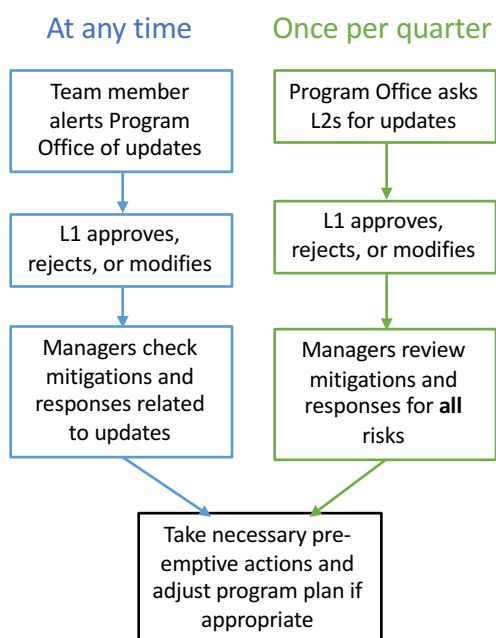 At any time
Team member
alerts Program
Office of updates
L1 approves,
rejects, or modifies
Managers check
mitigations and
responses related
to updates
Once per quarter
Program Office asks
L2s for updates
L1 approves,
rejects, or modifies
Managers review
mitigations and
responses for all
risks
Take necessary pre-
emptive actions and
adjust program plan if
appropriate